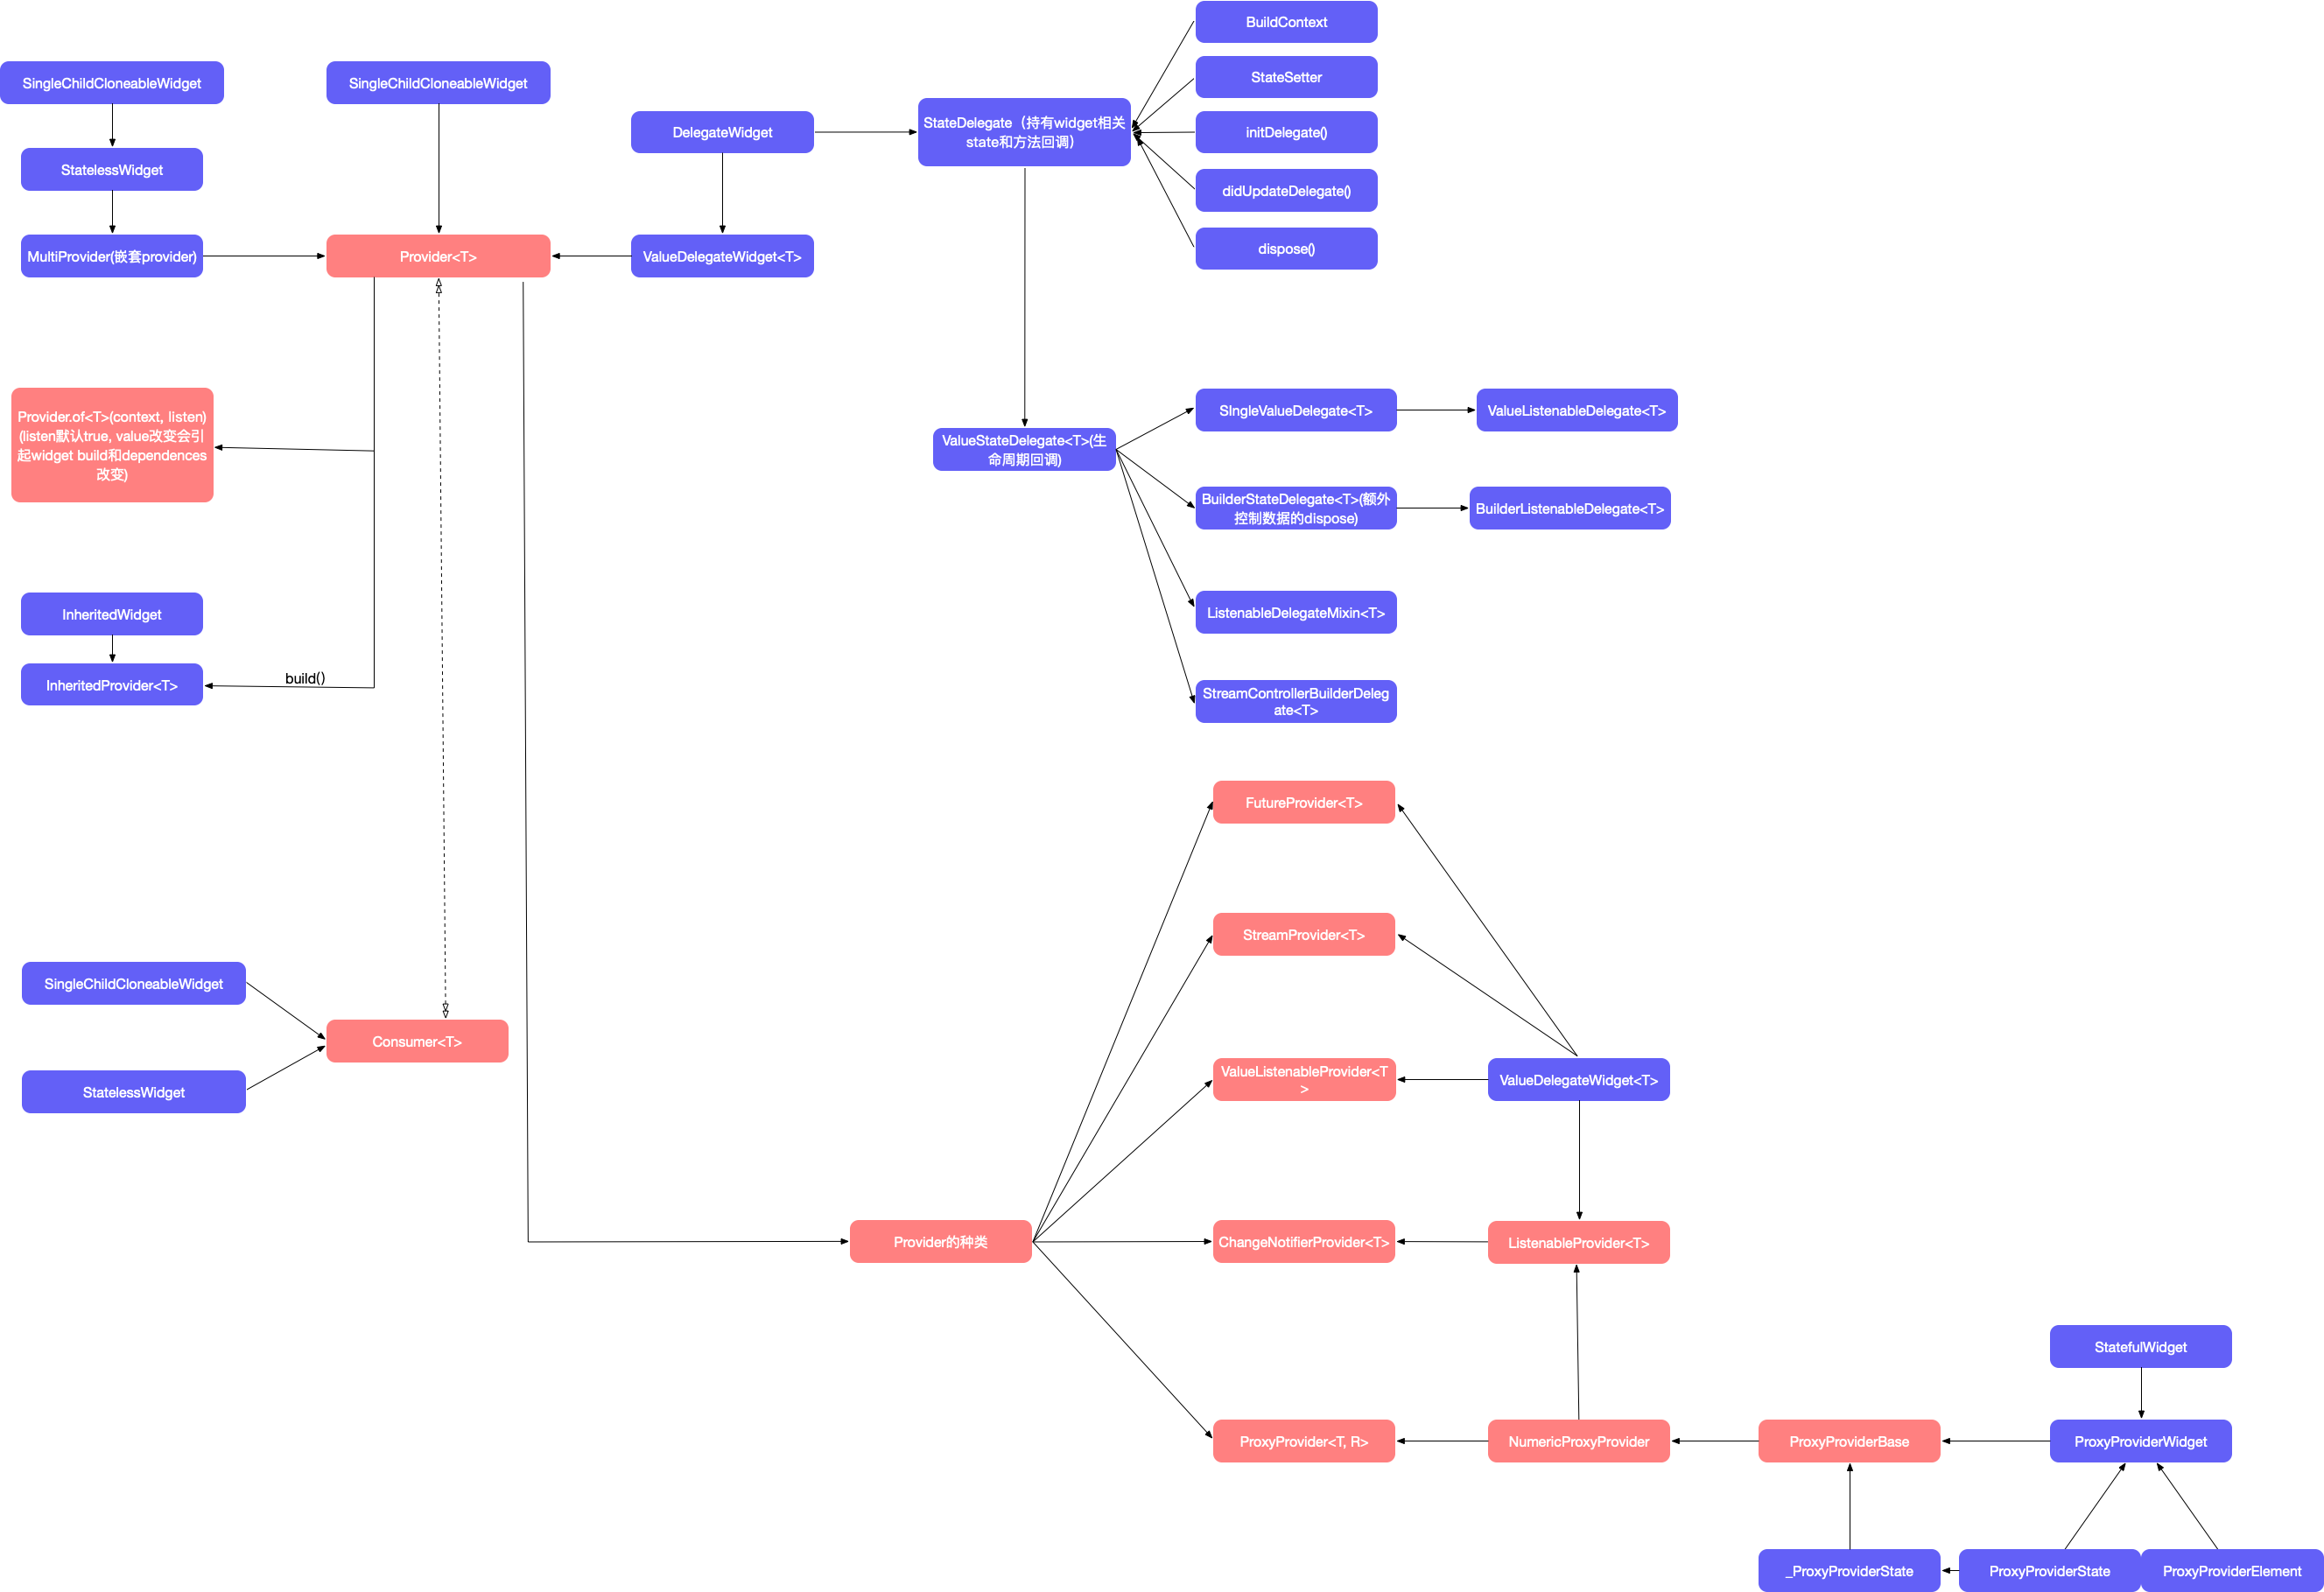 BuildContext
SingleChildCloneableWidget
SingleChildCloneableWidget
StateSetter
DelegateWidget
StateDelegate（持有widget相关
state和方法回调）
initDelegate()
StatelessWidget
didUpdateDelegate()
MultiProvider(嵌套provider)
Provider<T>
ValueDelegateWidget<T>
dispose()
Provider.of<T>(context, listen)
(listen默认true, value改变会引
起widget build和dependences
改变)
SIngleValueDelegate<T>
ValueListenableDelegate<T>
ValueStateDelegate<T>(生
命周期回调)
BuilderStateDelegate<T>(额外
控制数据的dispose)
BuilderListenableDelegate<T>
InheritedWidget
ListenableDelegateMixin<T>
InheritedProvider<T>
build()
StreamControllerBuilderDeleg
ate<T>
FutureProvider<T>
StreamProvider<T>
SingleChildCloneableWidget
Consumer<T>
StatelessWidget
ValueListenableProvider<T
>
ValueDelegateWidget<T>
Provider的种类
ChangeNotifierProvider<T>
ListenableProvider<T>
StatefulWidget
ProxyProvider<T, R>
NumericProxyProvider
ProxyProviderBase
ProxyProviderWidget
_ProxyProviderState
ProxyProviderState
ProxyProviderElement